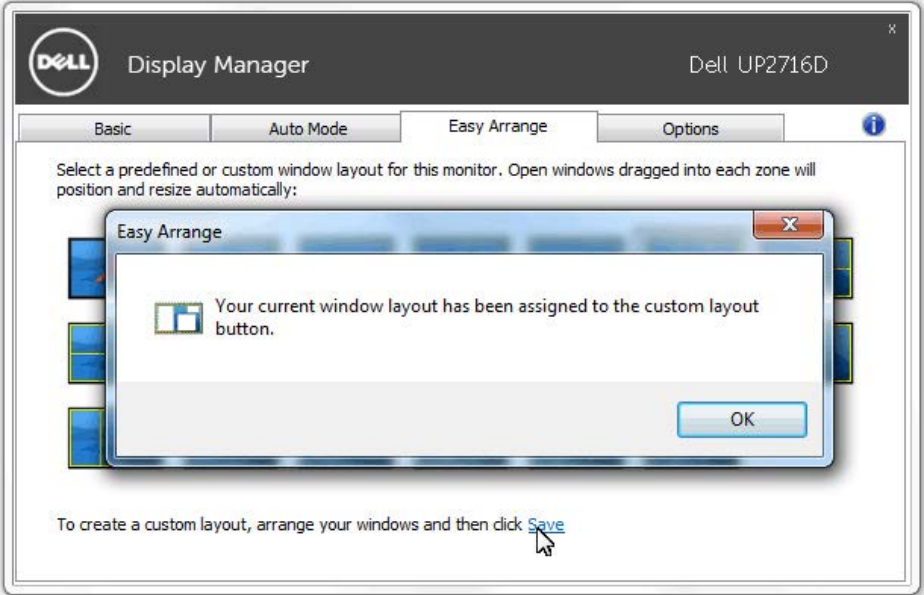 DELL Display Manager Dell UP2716D x
Basic Auto Mode Easy Arrange Options i
Select a predefined or custom window layout for this monitor. Open windows dragged into each zone will
position and resize automatically:
Easy Arrange X
Your current window layout has been assigned to the custom layout
button.
OK
To create a custom layout, arrange your windows and then click Save